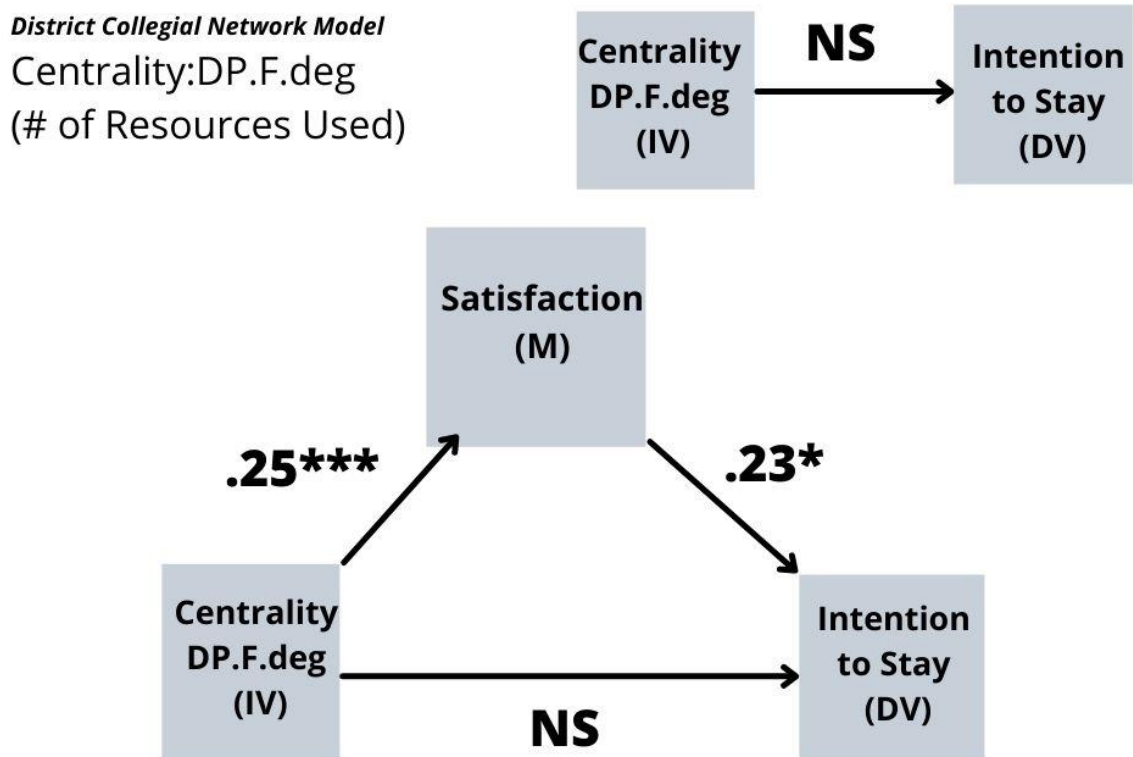 District Collegial Network Model
Centrality:DP.F.deg
(# of Resources Used)
Centrality
DP.F.deg
(IV)
NS
Intention
to Stay
(DV)
Satisfaction
(M)
.25***
.23*
Centrality
DP.F.deg
(IV)
NS
Intention
to Stay
(DV)